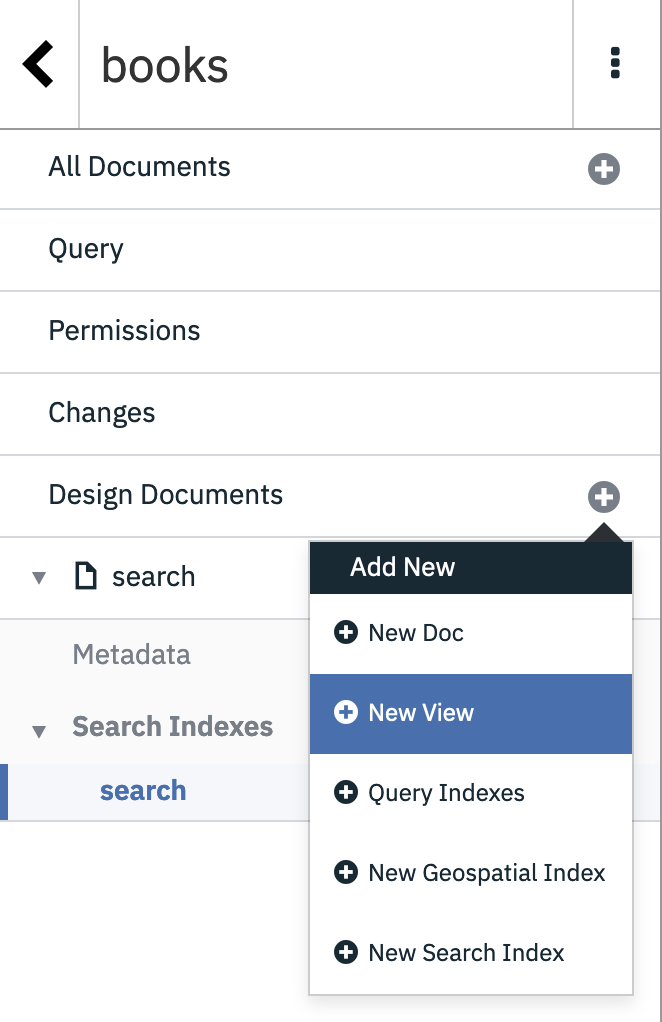 books
All Documents
Query
Permissions
Changes
Design Documents
search
Metadata
Search Indexes
search
Add New
New Doc
New View
Query Indexes
New Geospatial Index
New Search Index